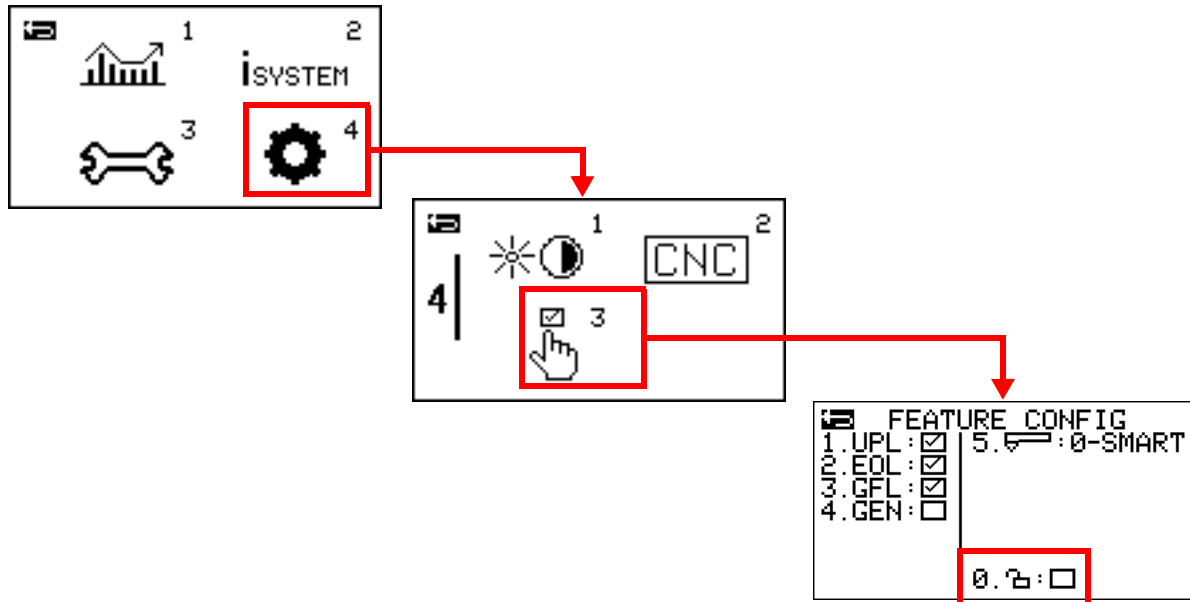 1
2
iSYSTEM
3
4
4
1
2
CNC
3
FEATURE CONFIG
1.UPL:☑
2.EOL:☑
3.GFL:☑
4.GEN:☐
5. :0-SMART
0. :☐